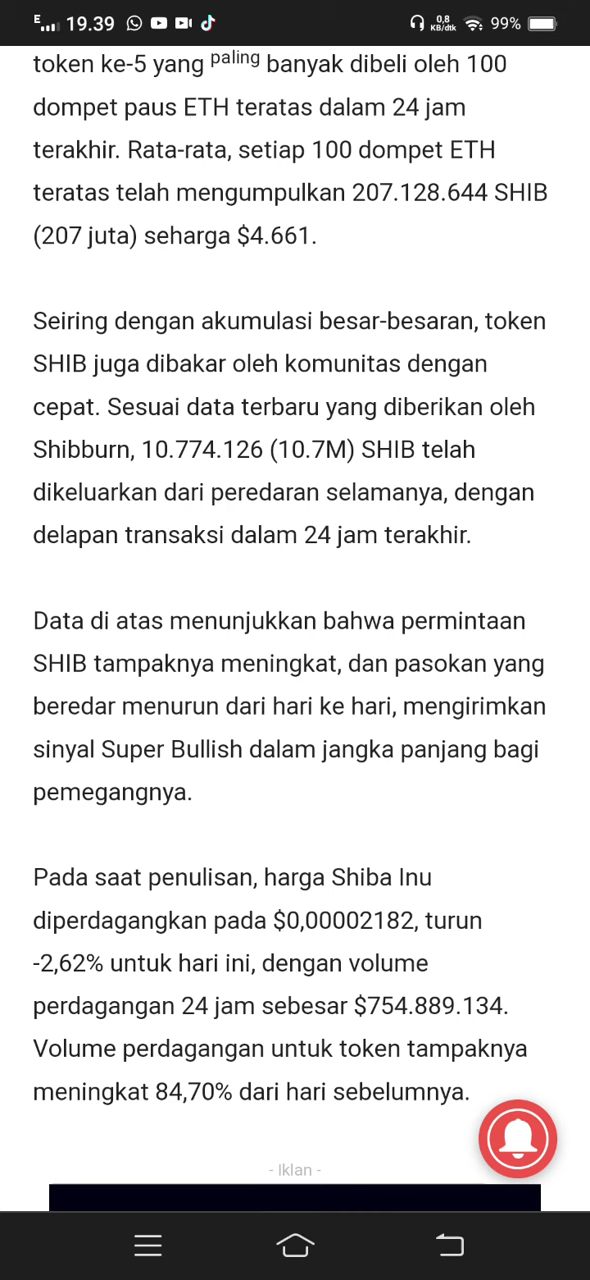 E 19.39 0,8 KB/dtk 99%
token ke-5 yang paling banyak dibeli oleh 100
dompet paus ETH teratas dalam 24 jam
terakhir. Rata-rata, setiap 100 dompet ETH
teratas telah mengumpulkan 207.128.644 SHIB
(207 juta) seharga $4.661.
Seiring dengan akumulasi besar-besaran, token
SHIB juga dibakar oleh komunitas dengan
cepat. Sesuai data terbaru yang diberikan oleh
Shibburn, 10.774.126 (10.7M) SHIB telah
dikeluarkan dari peredaran selamanya, dengan
delapan transaksi dalam 24 jam terakhir.
Data di atas menunjukkan bahwa permintaan
SHIB tampaknya meningkat, dan pasokan yang
beredar menurun dari hari ke hari, mengirimkan
sinyal Super Bullish dalam jangka panjang bagi
pemegangnya.
Pada saat penulisan, harga Shiba Inu
diperdagangkan pada $0,00002182, turun
-2,62% untuk hari ini, dengan volume
perdagangan 24 jam sebesar $754.889.134.
Volume perdagangan untuk token tampaknya
meningkat 84,70% dari hari sebelumnya.
- Iklan -